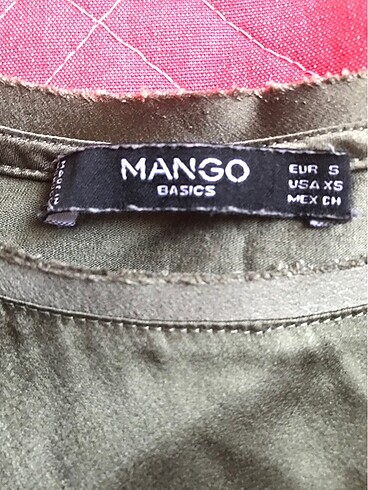 MANGO
BASICS
EUR S
USA XS
MEX CH